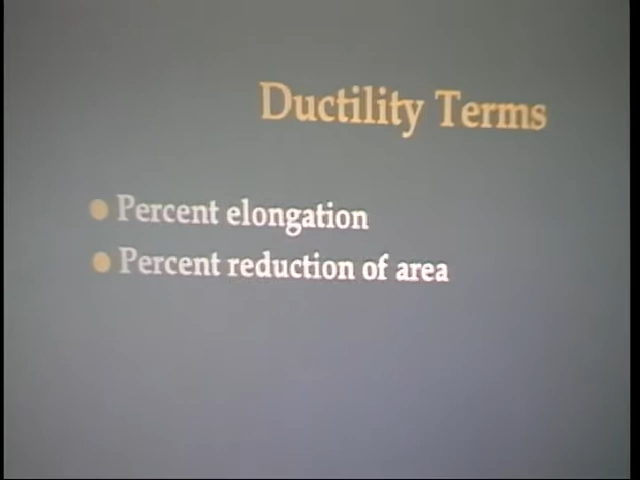 Ductility Terms
Percent elongation
Percent reduction of area